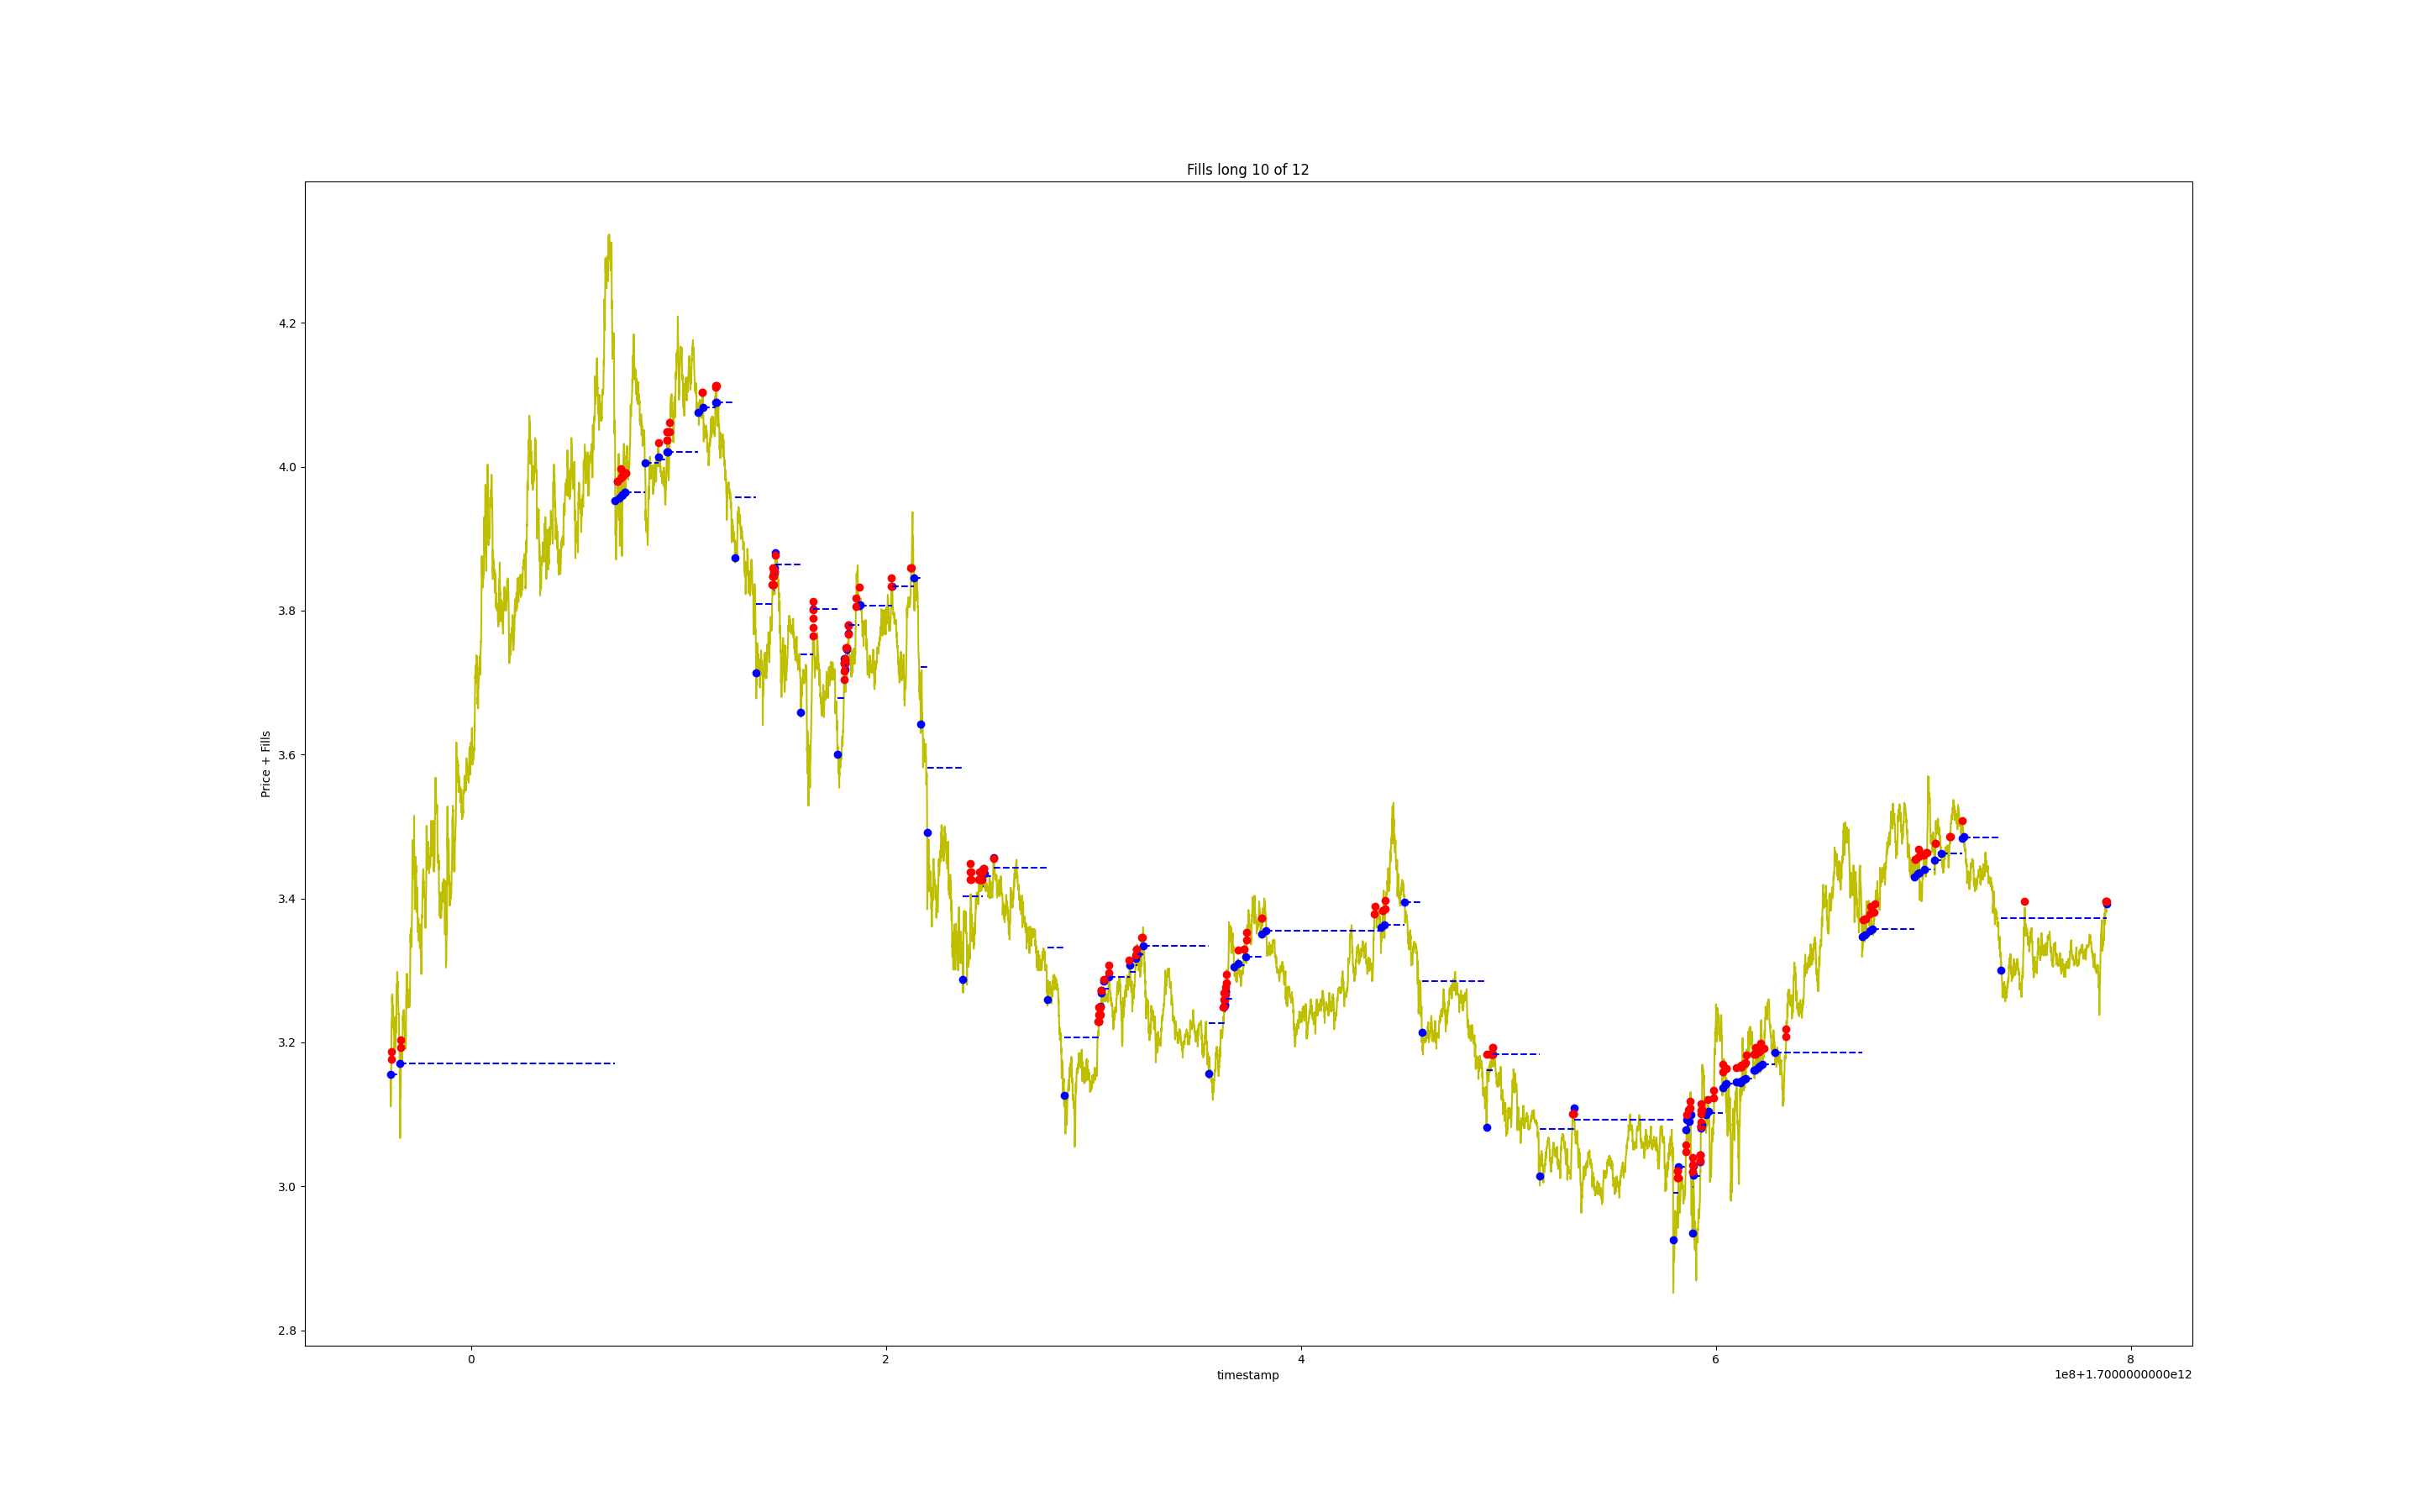 Fills long 10 of 12
Price + Fills
4.2
4.0
3.8
3.6
3.4
3.2
3.0
2.8
0 2 4 6 8
timestamp
1e8+1.7000000000e12